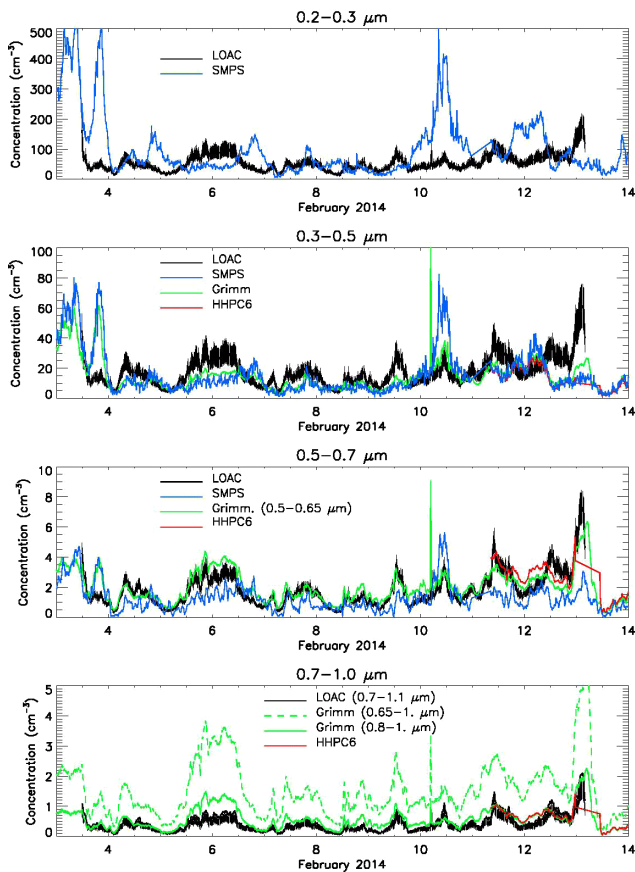 0.2−0.3 μm
500
400
300
200
100
0
Concentration (cm⁻³)
LOAC
SMPS
4 6 8 10 12 14
February 2014
0.3−0.5 μm
100
80
60
40
20
0
Concentration (cm⁻³)
LOAC
SMPS
Grimm
HHPC6
4 6 8 10 12 14
February 2014
0.5−0.7 μm
10
8
6
4
2
0
Concentration (cm⁻³)
LOAC
SMPS
Grimm. (0.5−0.65 μm)
HHPC6
4 6 8 10 12 14
February 2014
0.7−1.0 μm
5
4
3
2
1
0
Concentration (cm⁻³)
LOAC (0.7−1.1 μm)
Grimm (0.65−1. μm)
Grimm (0.8−1. μm)
HHPC6
4 6 8 10 12 14
February 2014